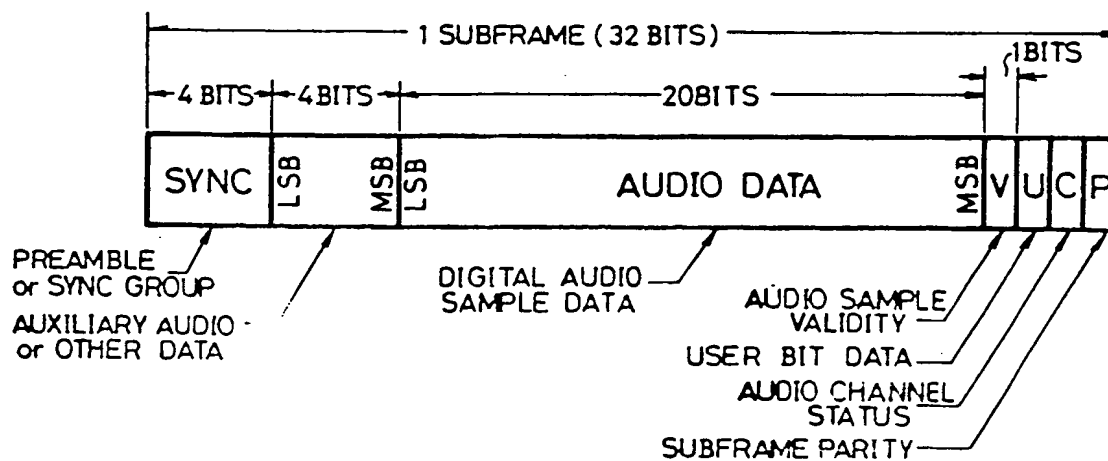 1 SUBFRAME (32 BITS)
1BITS
4 BITS
4BITS
20BITS
SYNC
LSB
MSB
LSB
AUDIO DATA
MSB
V
U
C
P
PREAMBLE
or SYNC GROUP
AUXILIARY AUDIO
or OTHER DATA
DIGITAL AUDIO
SAMPLE DATA
AUDIO SAMPLE
VALIDITY
USER BIT DATA
AUDIO CHANNEL
STATUS
SUBFRAME PARITY